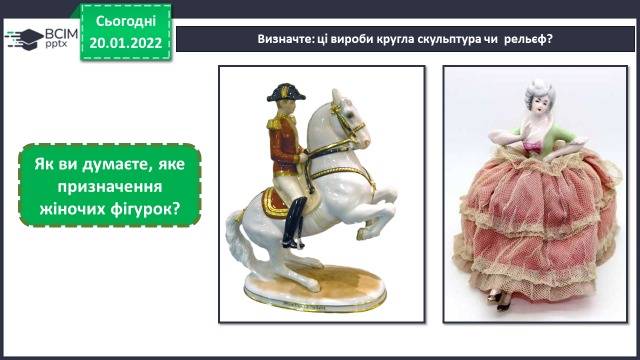 Сьогодні
20.01.2022
BCIM
pptx
Визначте: ці вироби кругла скульптура чи рельєф?
Як ви думаєте, яке
призначення
жіночих фігурок?